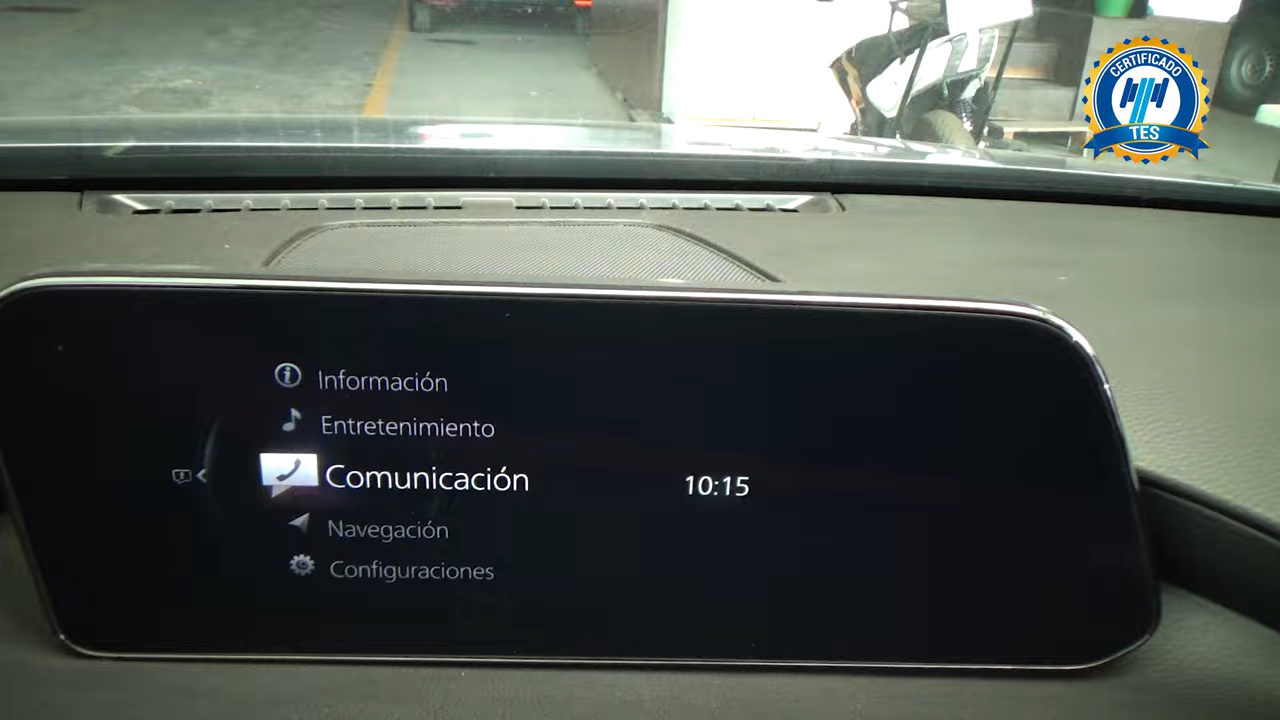 CERTIFICADO
TES
Información
Entretenimiento
Comunicación
10:15
Navegación
Configuraciones